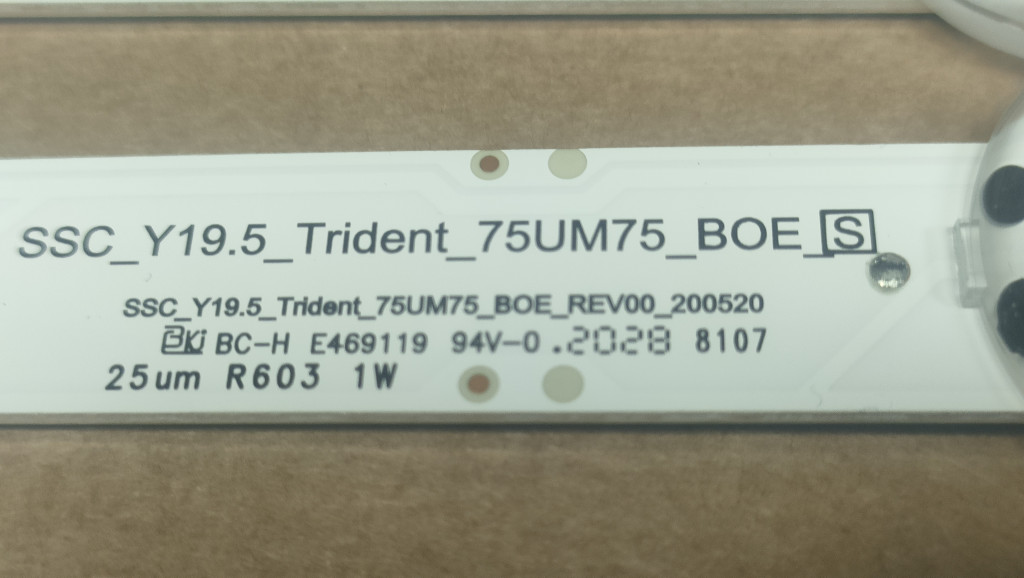 SSC_Y19.5_Trident_75UM75_BOE_S
SSC_Y19.5_Trident_75UM75_BOE_REV00_200520
BC-H E469119 94V-0 .2028 8107
25um R603 1W